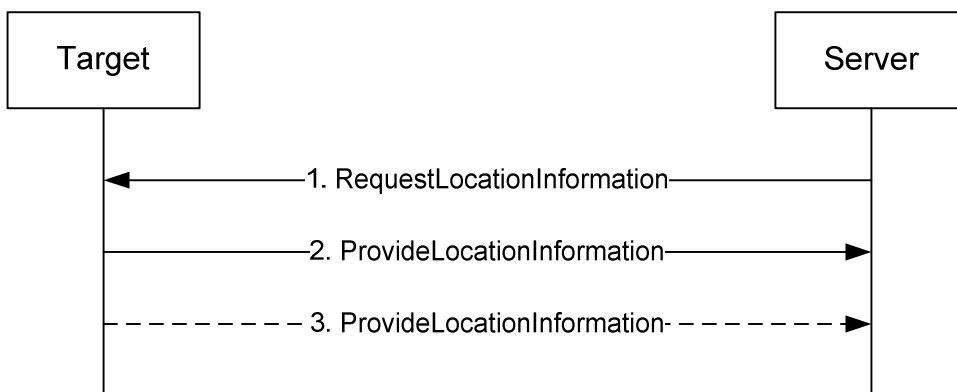 Target
Server
1. RequestLocationInformation
2. ProvideLocationInformation
3. ProvideLocationInformation